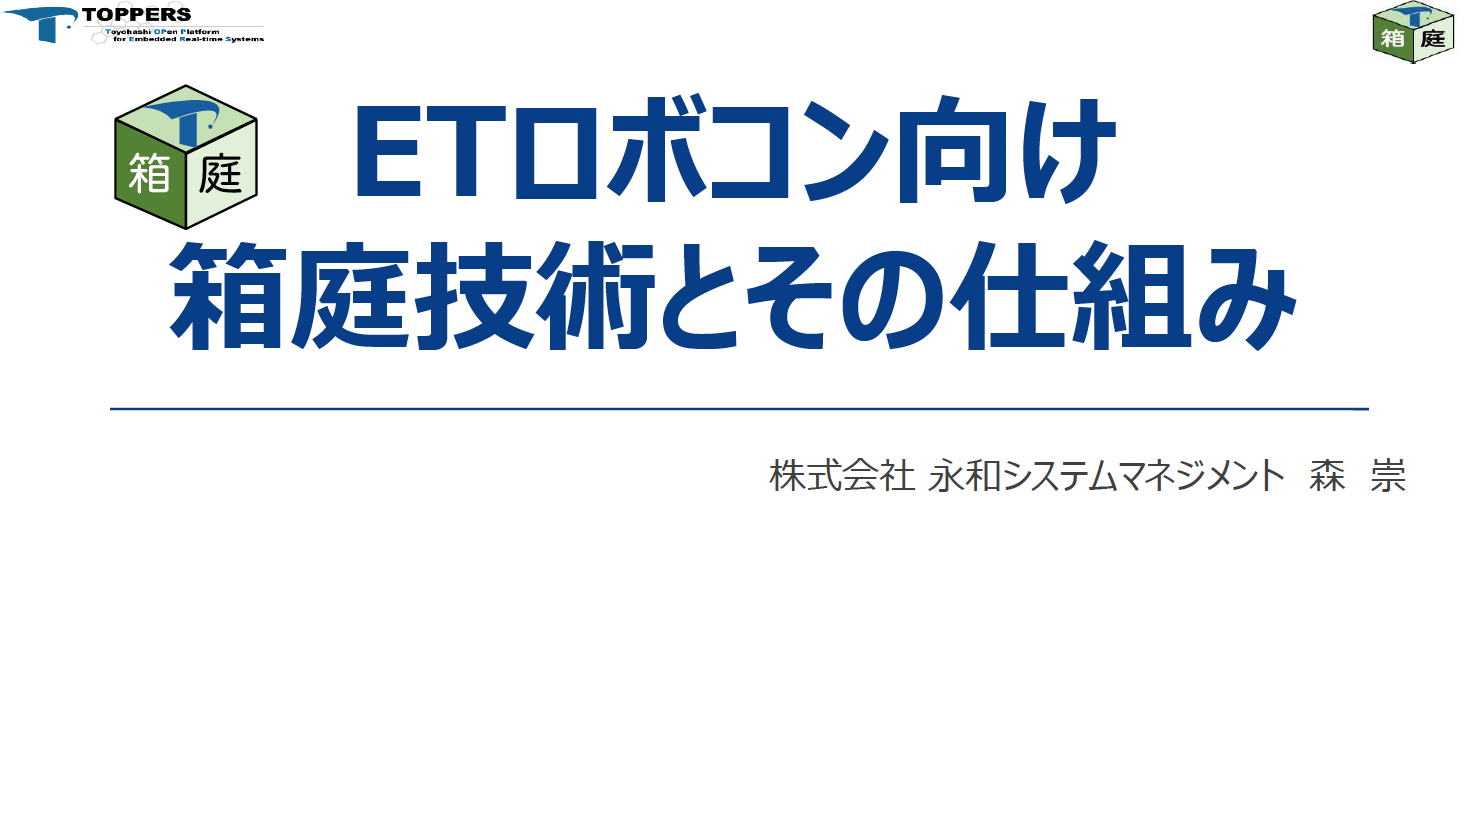 TOPPERS
Toyohashi OPen Platform
for Embedded Real-time Systems
箱 庭
箱 庭
ETロボコン向け
箱庭技術とその仕組み
株式会社 永和システムマネジメント　森　崇